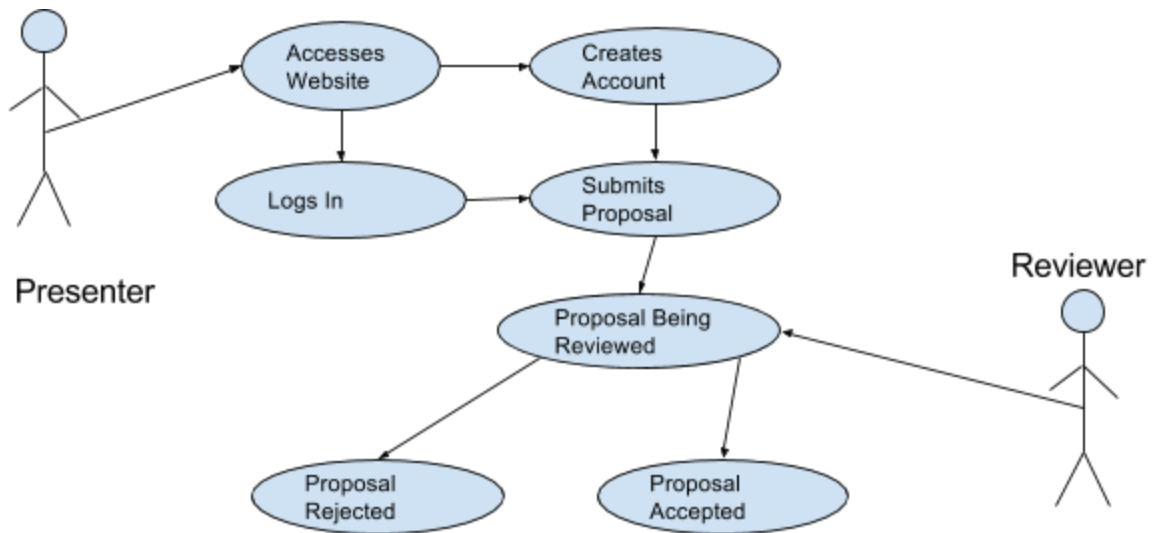 Accesses
Website
Creates
Account
Logs In
Submits
Proposal
Presenter
Reviewer
Proposal Being
Reviewed
Proposal
Rejected
Proposal
Accepted